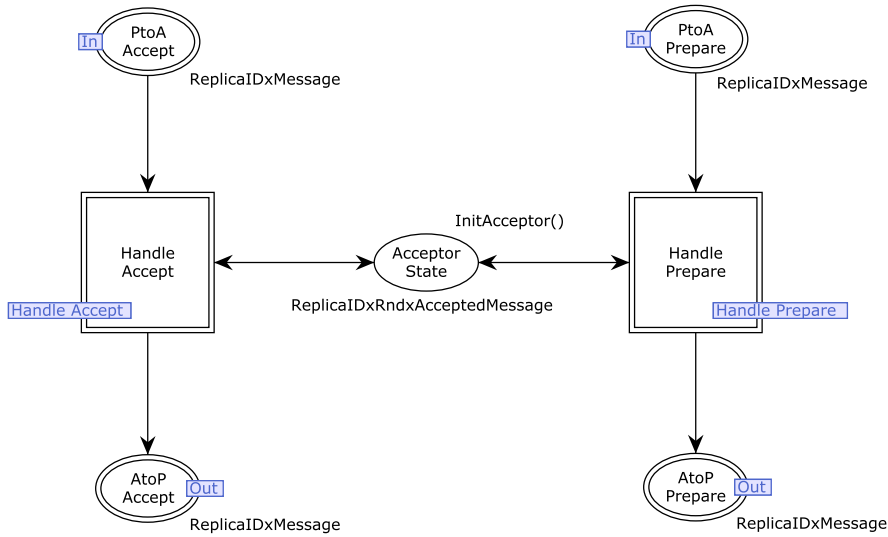 PtoA
Accept
In
ReplicaIDxMessage
PtoA
Prepare
In
ReplicaIDxMessage
Handle
Accept
Handle Accept
InitAcceptor()
Acceptor
State
ReplicaIDxRndxAcceptedMessage
Handle
Prepare
Handle Prepare
AtoP
Accept
Out
ReplicaIDxMessage
AtoP
Prepare
Out
ReplicaIDxMessage